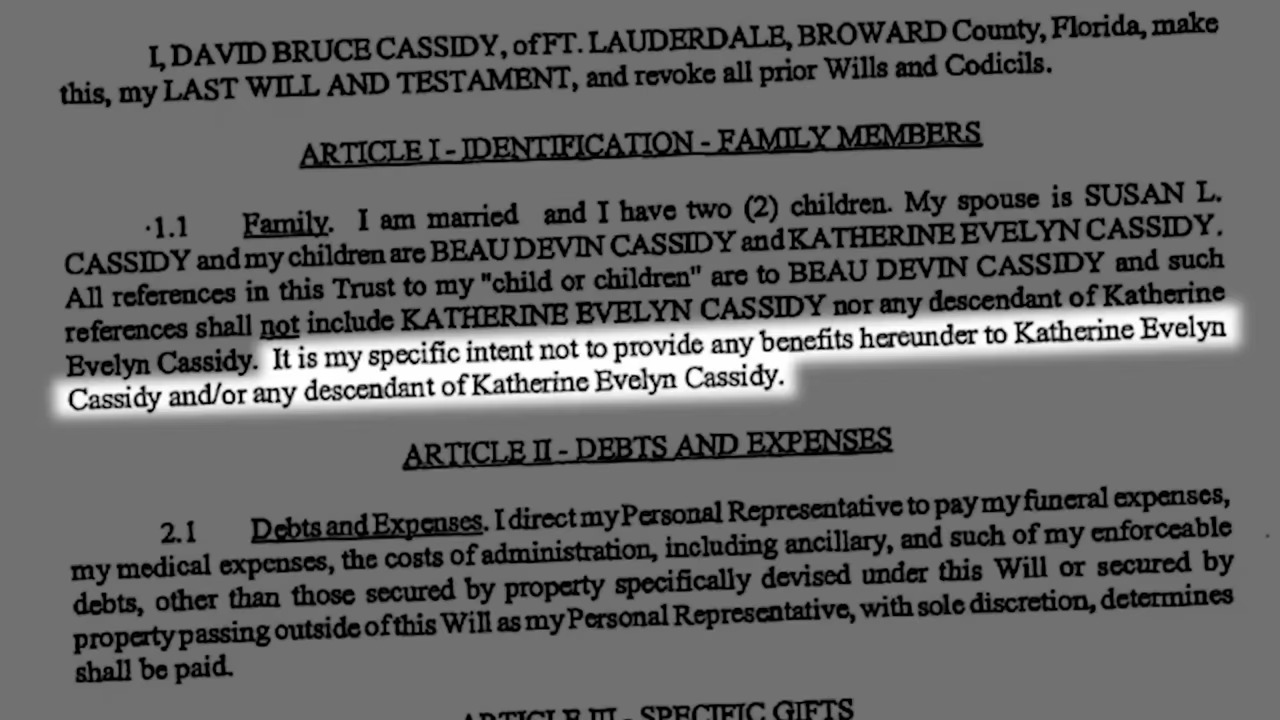 I, DAVID BRUCE CASSIDY, of FT. LAUDERDALE, BROWARD County, Florida, make
this, my LAST WILL AND TESTAMENT, and revoke all prior Wills and Codicils.
ARTICLE I - IDENTIFICATION - FAMILY MEMBERS
1.1 Family. I am married and I have two (2) children. My spouse is SUSAN L.
CASSIDY and my children are BEAU DEVIN CASSIDY and KATHERINE EVELYN CASSIDY.
All references in this Trust to my "child or children" are to BEAU DEVIN CASSIDY and such
references shall not include KATHERINE EVELYN CASSIDY nor any descendant of Katherine
Evelyn Cassidy. It is my specific intent not to provide any benefits hereunder to Katherine Evelyn
Cassidy and/or any descendant of Katherine Evelyn Cassidy.
ARTICLE II - DEBTS AND EXPENSES
2.1 Debts and Expenses. I direct my Personal Representative to pay my funeral expenses,
my medical expenses, the costs of administration, including ancillary, and such of my enforceable
debts, other than those secured by property specifically devised under this Will or secured by
property passing outside of this Will as my Personal Representative, with sole discretion, determines
shall be paid.
ARTICLE III - SPECIFIC GIFTS